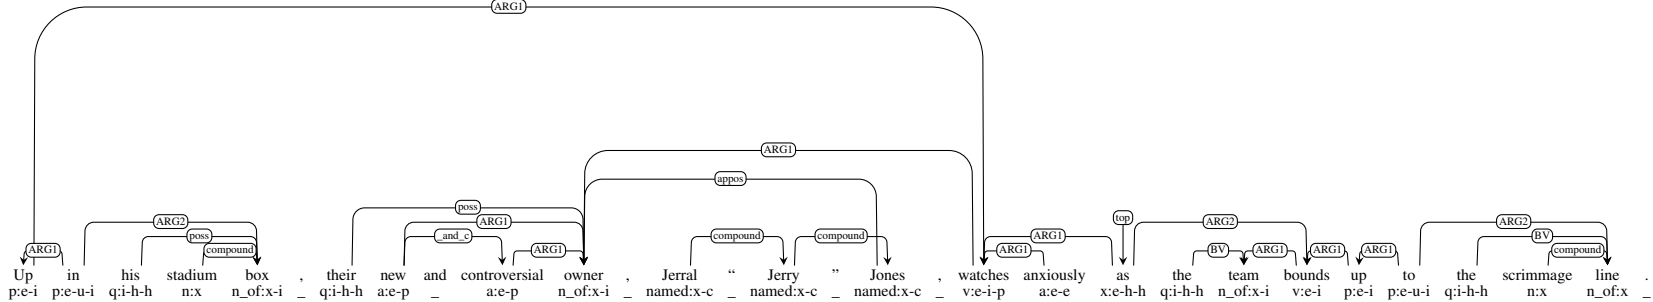 ARG1
ARG1
appos
poss
top
ARG2 ARG1 ARG2
poss _and_c compound compound ARG1 BV
ARG1 compound ARG1 ARG1 BV ARG1 ARG1 ARG1 compound
Up in his stadium box , their new and controversial owner , Jerral “ Jerry ” Jones , watches anxiously as the team bounds up to the scrimmage line .
p:e-i p:e-u-i q:i-h-h n:x n_of:x-i _ q:i-h-h a:e-p _ a:e-p n_of:x-i _ named:x-c _ named:x-c _ named:x-c _ v:e-i-p a:e-e x:e-h-h q:i-h-h n_of:x-i v:e-i p:e-i p:e-u-i q:i-h-h n:x n_of:x _